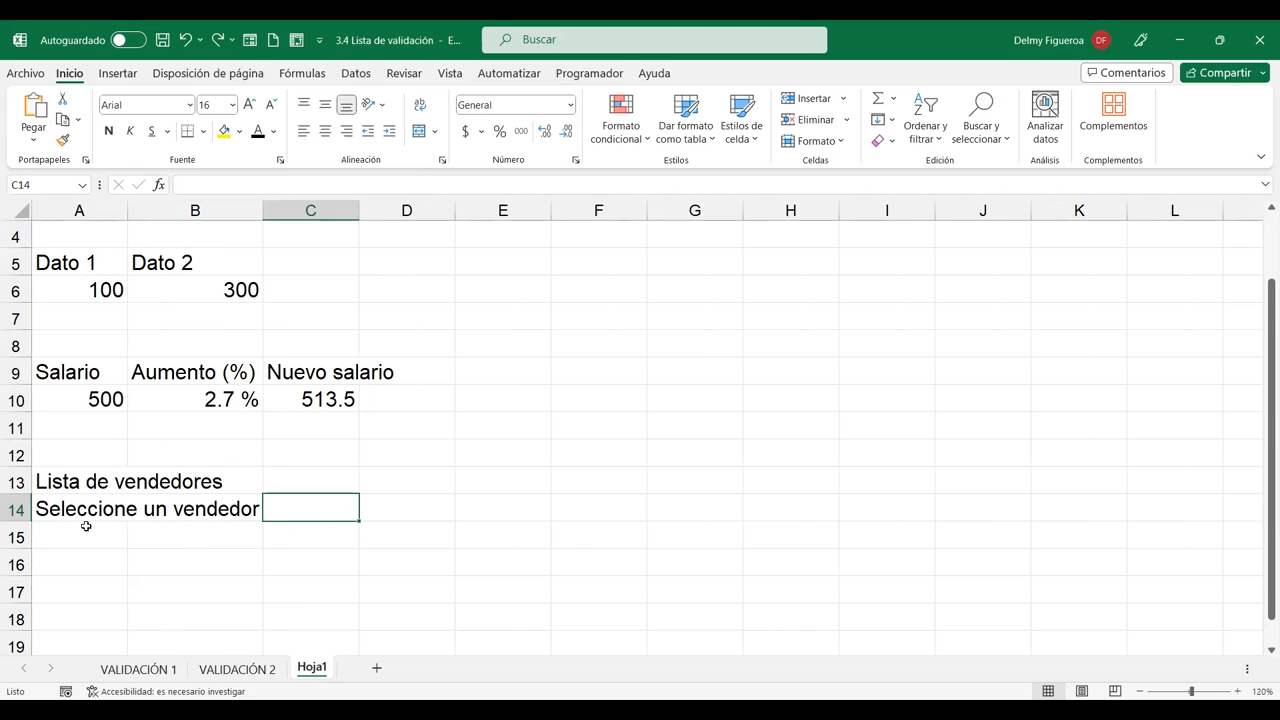 Autoguardado
3.4 Lista de validación - E...
Buscar
Delmy Figueroa DF
Archivo Inicio Insertar Disposición de página Fórmulas Datos Revisar Vista Automatizar Programador Ayuda Comentarios Compartir
Pegar
Portapapeles
Arial 16
N K S
Fuente
Alineación
General
$ % 000
Número
Formato condicional
Dar formato como tabla
Estilos de celda
Estilos
Insertar
Eliminar
Formato
Celdas
Ordenar y filtrar
Buscar y seleccionar
Edición
Analizar datos
Análisis
Complementos
Complementos
C14 fx
A B C D E F G H I J K L
4
5 Dato 1 Dato 2
6 100 300
7
8
9 Salario Aumento (%) Nuevo salario
10 500 2.7 % 513.5
11
12
13 Lista de vendedores
14 Seleccione un vendedor
15
16
17
18
19
VALIDACIÓN 1 VALIDACIÓN 2 Hoja1
Listo Accesibilidad: es necesario investigar 120%